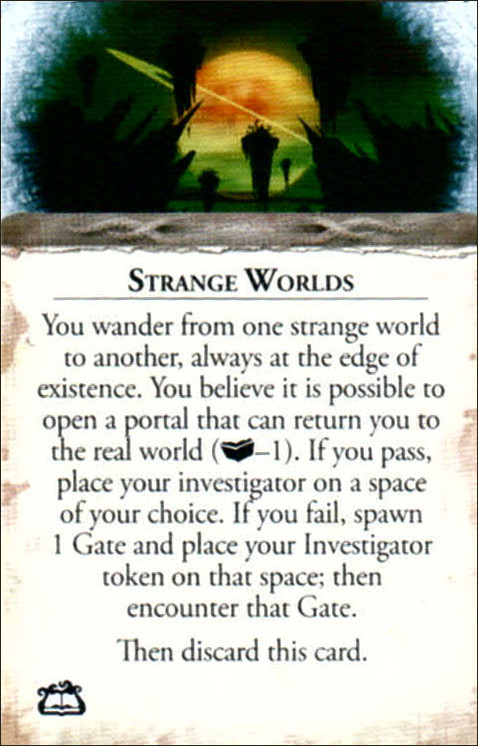 STRANGE WORLDS
You wander from one strange world
to another, always at the edge of
existence. You believe it is possible to
open a portal that can return you to
the real world (–1). If you pass,
place your investigator on a space
of your choice. If you fail, spawn
1 Gate and place your Investigator
token on that space; then
encounter that Gate.
Then discard this card.